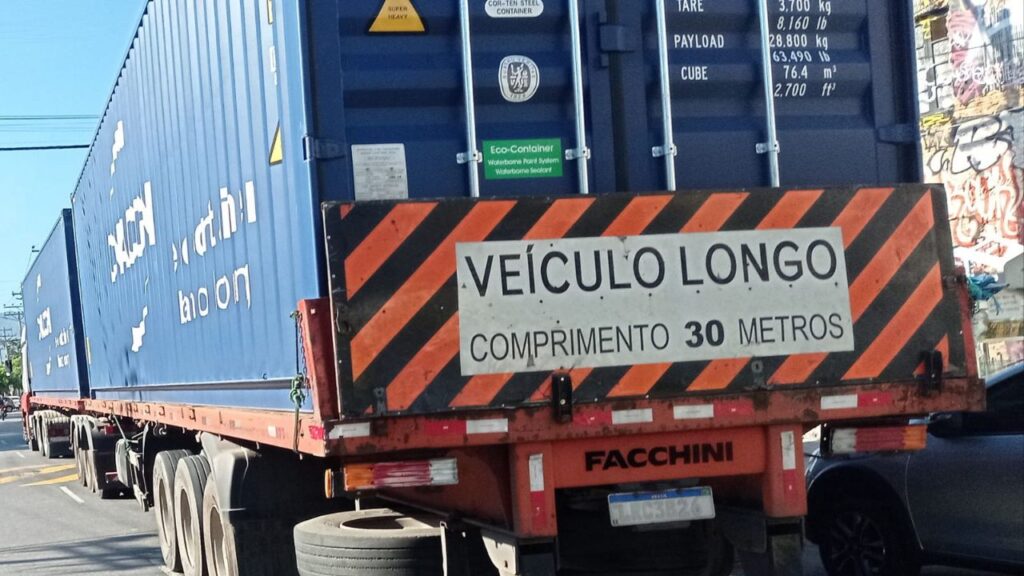 SUPER
HEAVY
COR-TEN STEEL
CONTAINER
TARE 3,700 kg
8.160 lb
PAYLOAD 28,800 kg
63,490 lb
CUBE 76.4 m³
2,700 ft³
Eco-Container
Waterborne Paint System
Waterborne Sealant
VEÍCULO LONGO
COMPRIMENTO 30 METROS
FACCHINI